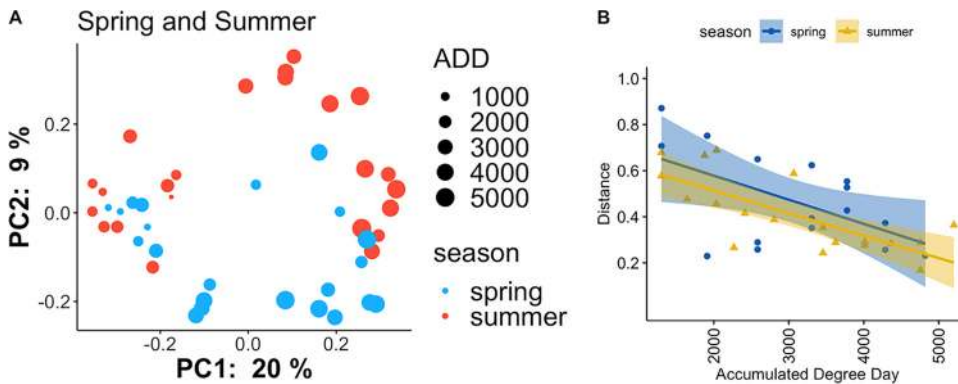 A
Spring and Summer
PC2: 9 %
0.2
0.0
-0.2
-0.2
0.0
0.2
PC1: 20 %
ADD
1000
2000
3000
4000
5000
season
spring
summer
B
season spring summer
Distance
1.0
0.8
0.6
0.4
0.2
2000
3000
4000
5000
Accumulated Degree Day